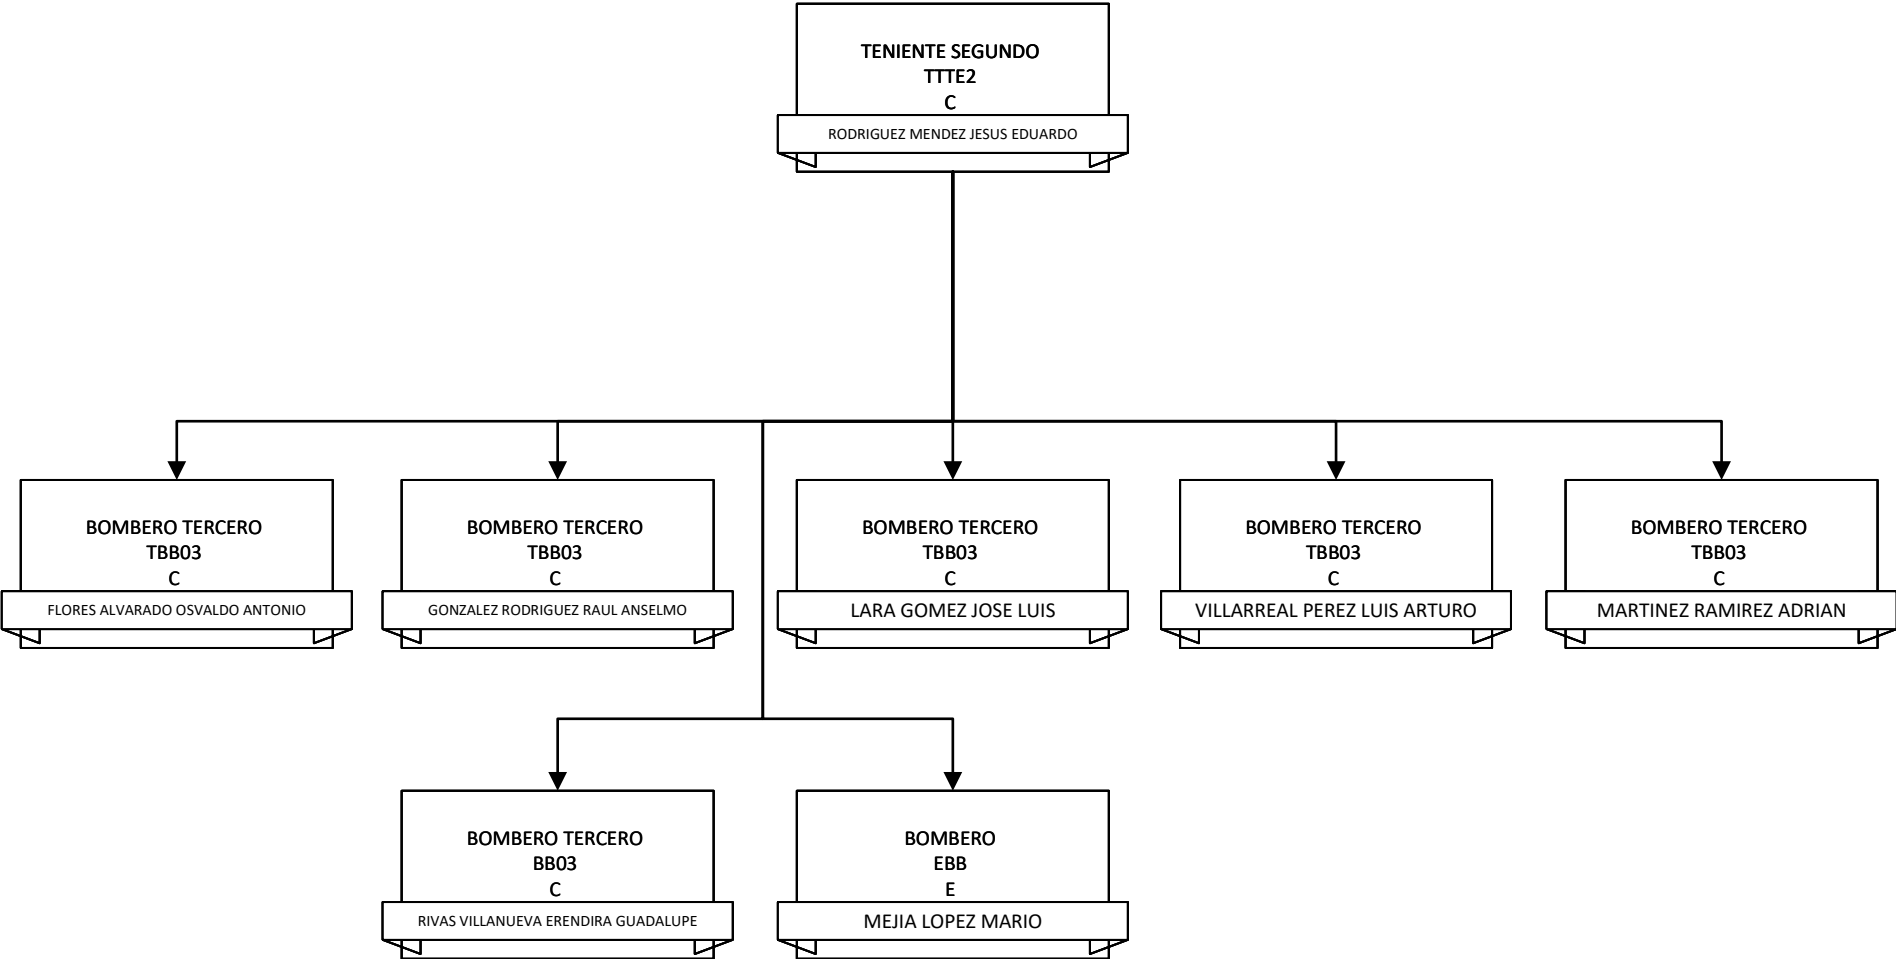 TENIENTE SEGUNDO
TTTE2
C
RODRIGUEZ MENDEZ JESUS EDUARDO
BOMBERO TERCERO
TBB03
C
FLORES ALVARADO OSVALDO ANTONIO
BOMBERO TERCERO
TBB03
C
GONZALEZ RODRIGUEZ RAUL ANSELMO
BOMBERO TERCERO
TBB03
C
LARA GOMEZ JOSE LUIS
BOMBERO TERCERO
TBB03
C
VILLARREAL PEREZ LUIS ARTURO
BOMBERO TERCERO
TBB03
C
MARTINEZ RAMIREZ ADRIAN
BOMBERO TERCERO
BB03
C
RIVAS VILLANUEVA ERENDIRA GUADALUPE
BOMBERO
EBB
E
MEJIA LOPEZ MARIO